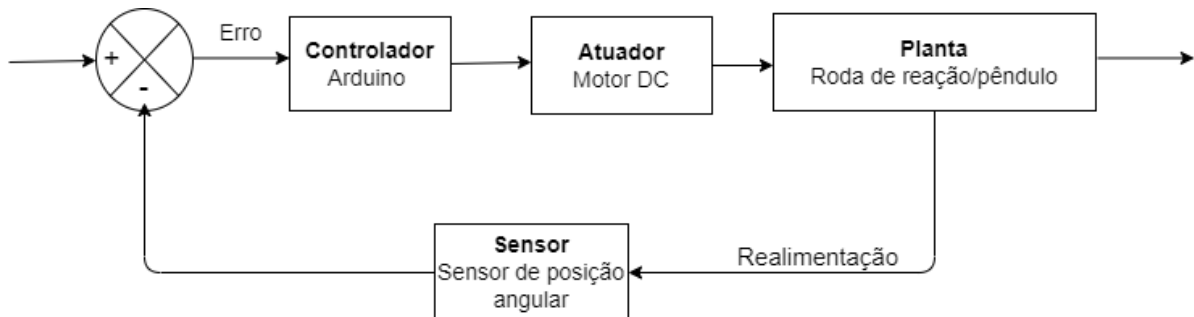 Erro
+
-
Controlador
Arduino
Atuador
Motor DC
Planta
Roda de reação/pêndulo
Sensor
Sensor de posição
angular
Realimentação